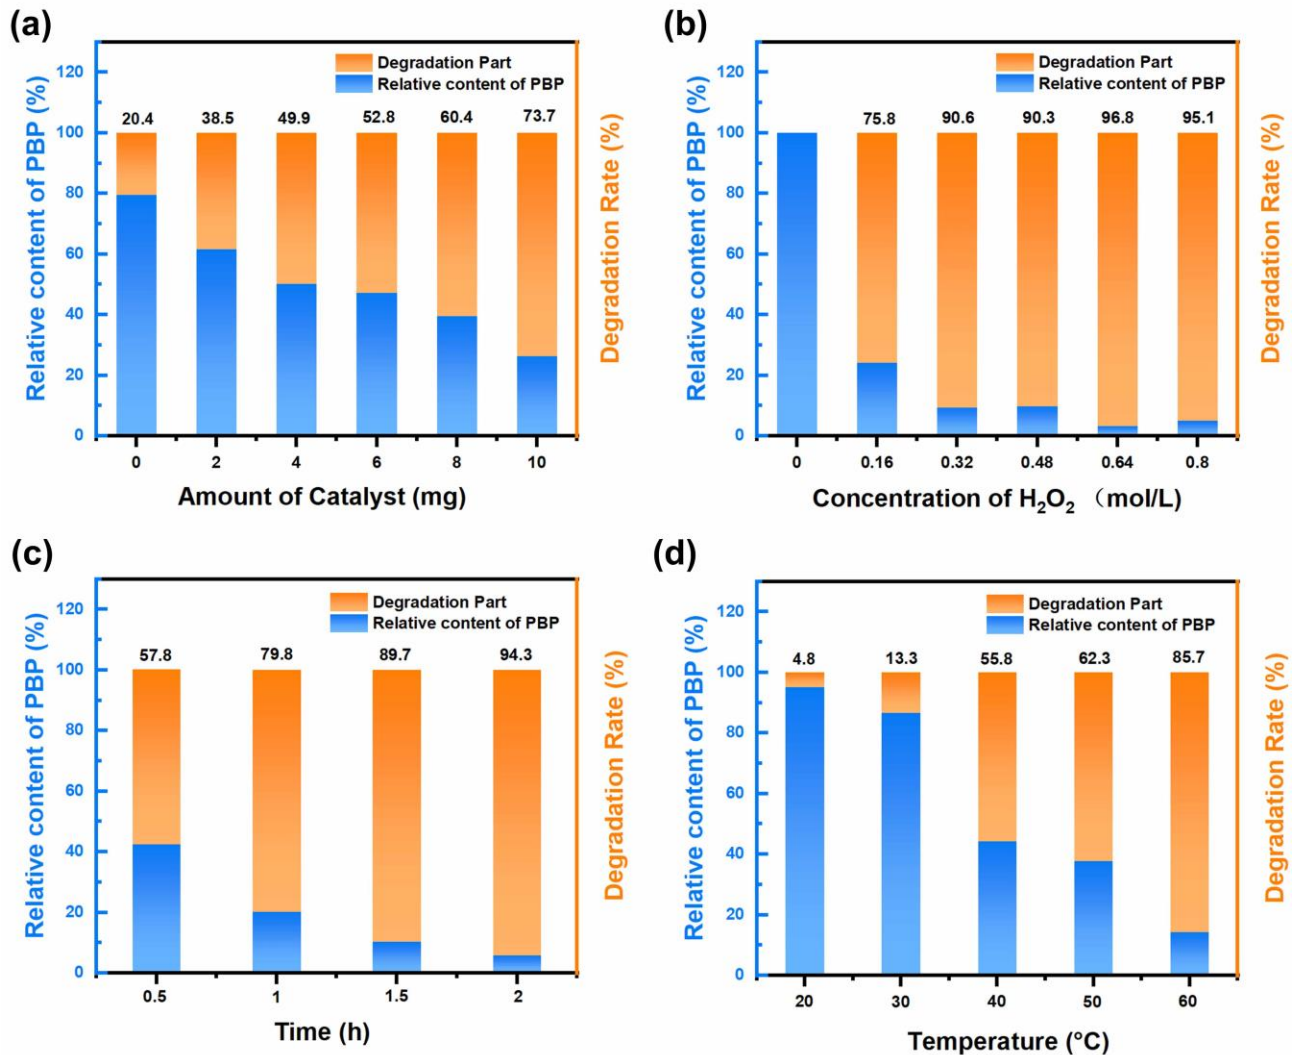 (a)
Degradation Part
Relative content of PBP
Relative content of PBP (%)
120
100
80
60
40
20
0
20.4 38.5 49.9 52.8 60.4 73.7
Degradation Rate (%)
0 2 4 6 8 10
Amount of Catalyst (mg)
(b)
Degradation Part
Relative content of PBP
Relative content of PBP (%)
120
100
80
60
40
20
0
75.8 90.6 90.3 96.8 95.1
Degradation Rate (%)
0 0.16 0.32 0.48 0.64 0.8
Concentration of H₂O₂ （mol/L)
(c)
Degradation Part
Relative content of PBP
Relative content of PBP (%)
120
100
80
60
40
20
0
57.8 79.8 89.7 94.3
Degradation Rate (%)
0.5 1 1.5 2
Time (h)
(d)
Degradation Part
Relative content of PBP
Relative content of PBP (%)
120
100
80
60
40
20
0
4.8 13.3 55.8 62.3 85.7
Degradation Rate (%)
20 30 40 50 60
Temperature (°C)